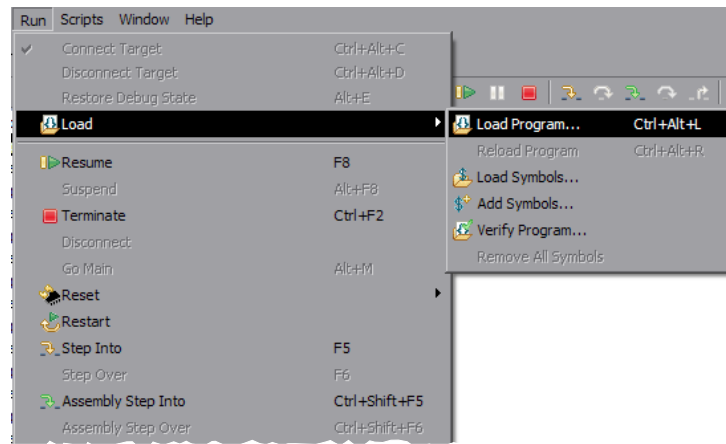 Run Scripts Window Help
Connect Target Ctrl+Alt+C
Disconnect Target Ctrl+Alt+D
Restore Debug State Alt+E
Load
Load Program... Ctrl+Alt+L
Reload Program Ctrl+Alt+R
Load Symbols...
Add Symbols...
Verify Program...
Remove All Symbols
Resume F8
Suspend Alt+F8
Terminate Ctrl+F2
Disconnect
Go Main Alt+M
Reset
Restart
Step Into F5
Step Over F6
Assembly Step Into Ctrl+Shift+F5
Assembly Step Over Ctrl+Shift+F6